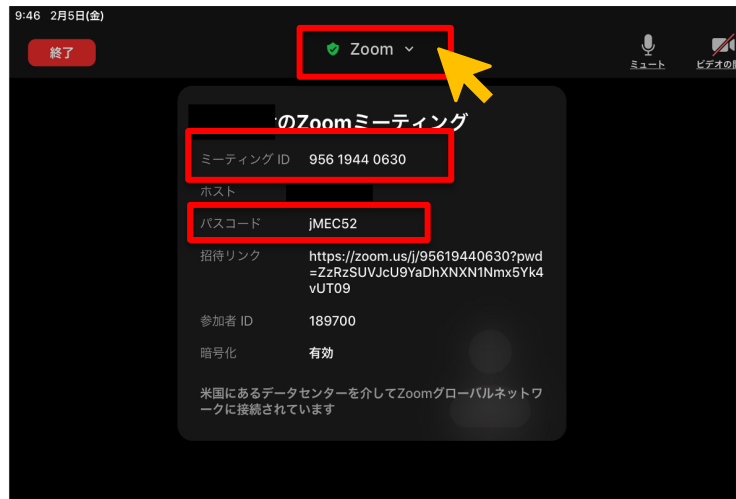 9:46 2月5日(金)
終了
Zoom
ミュート
ビデオの
のZoomミーティング
ミーティング ID 956 1944 0630
ホスト
パスコード jMEC52
招待リンク https://zoom.us/j/95619440630?pwd
=ZzRzSUVJcU9YaDhXNXN1Nmx5Yk4
vUT09
参加者 ID 189700
暗号化 有効
米国にあるデータセンターを介してZoomグローバルネットワ
ークに接続されています